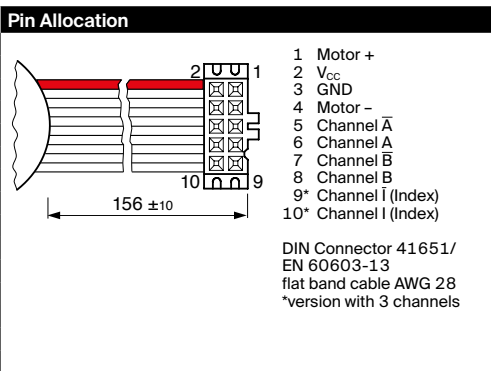 Pin Allocation
2 1
10 9
156 ±10
1 Motor +
2 Vcc
3 GND
4 Motor –
5 Channel A̅
6 Channel A
7 Channel B̅
8 Channel B
9* Channel I̅ (Index)
10* Channel I (Index)
DIN Connector 41651/
EN 60603-13
flat band cable AWG 28
*version with 3 channels